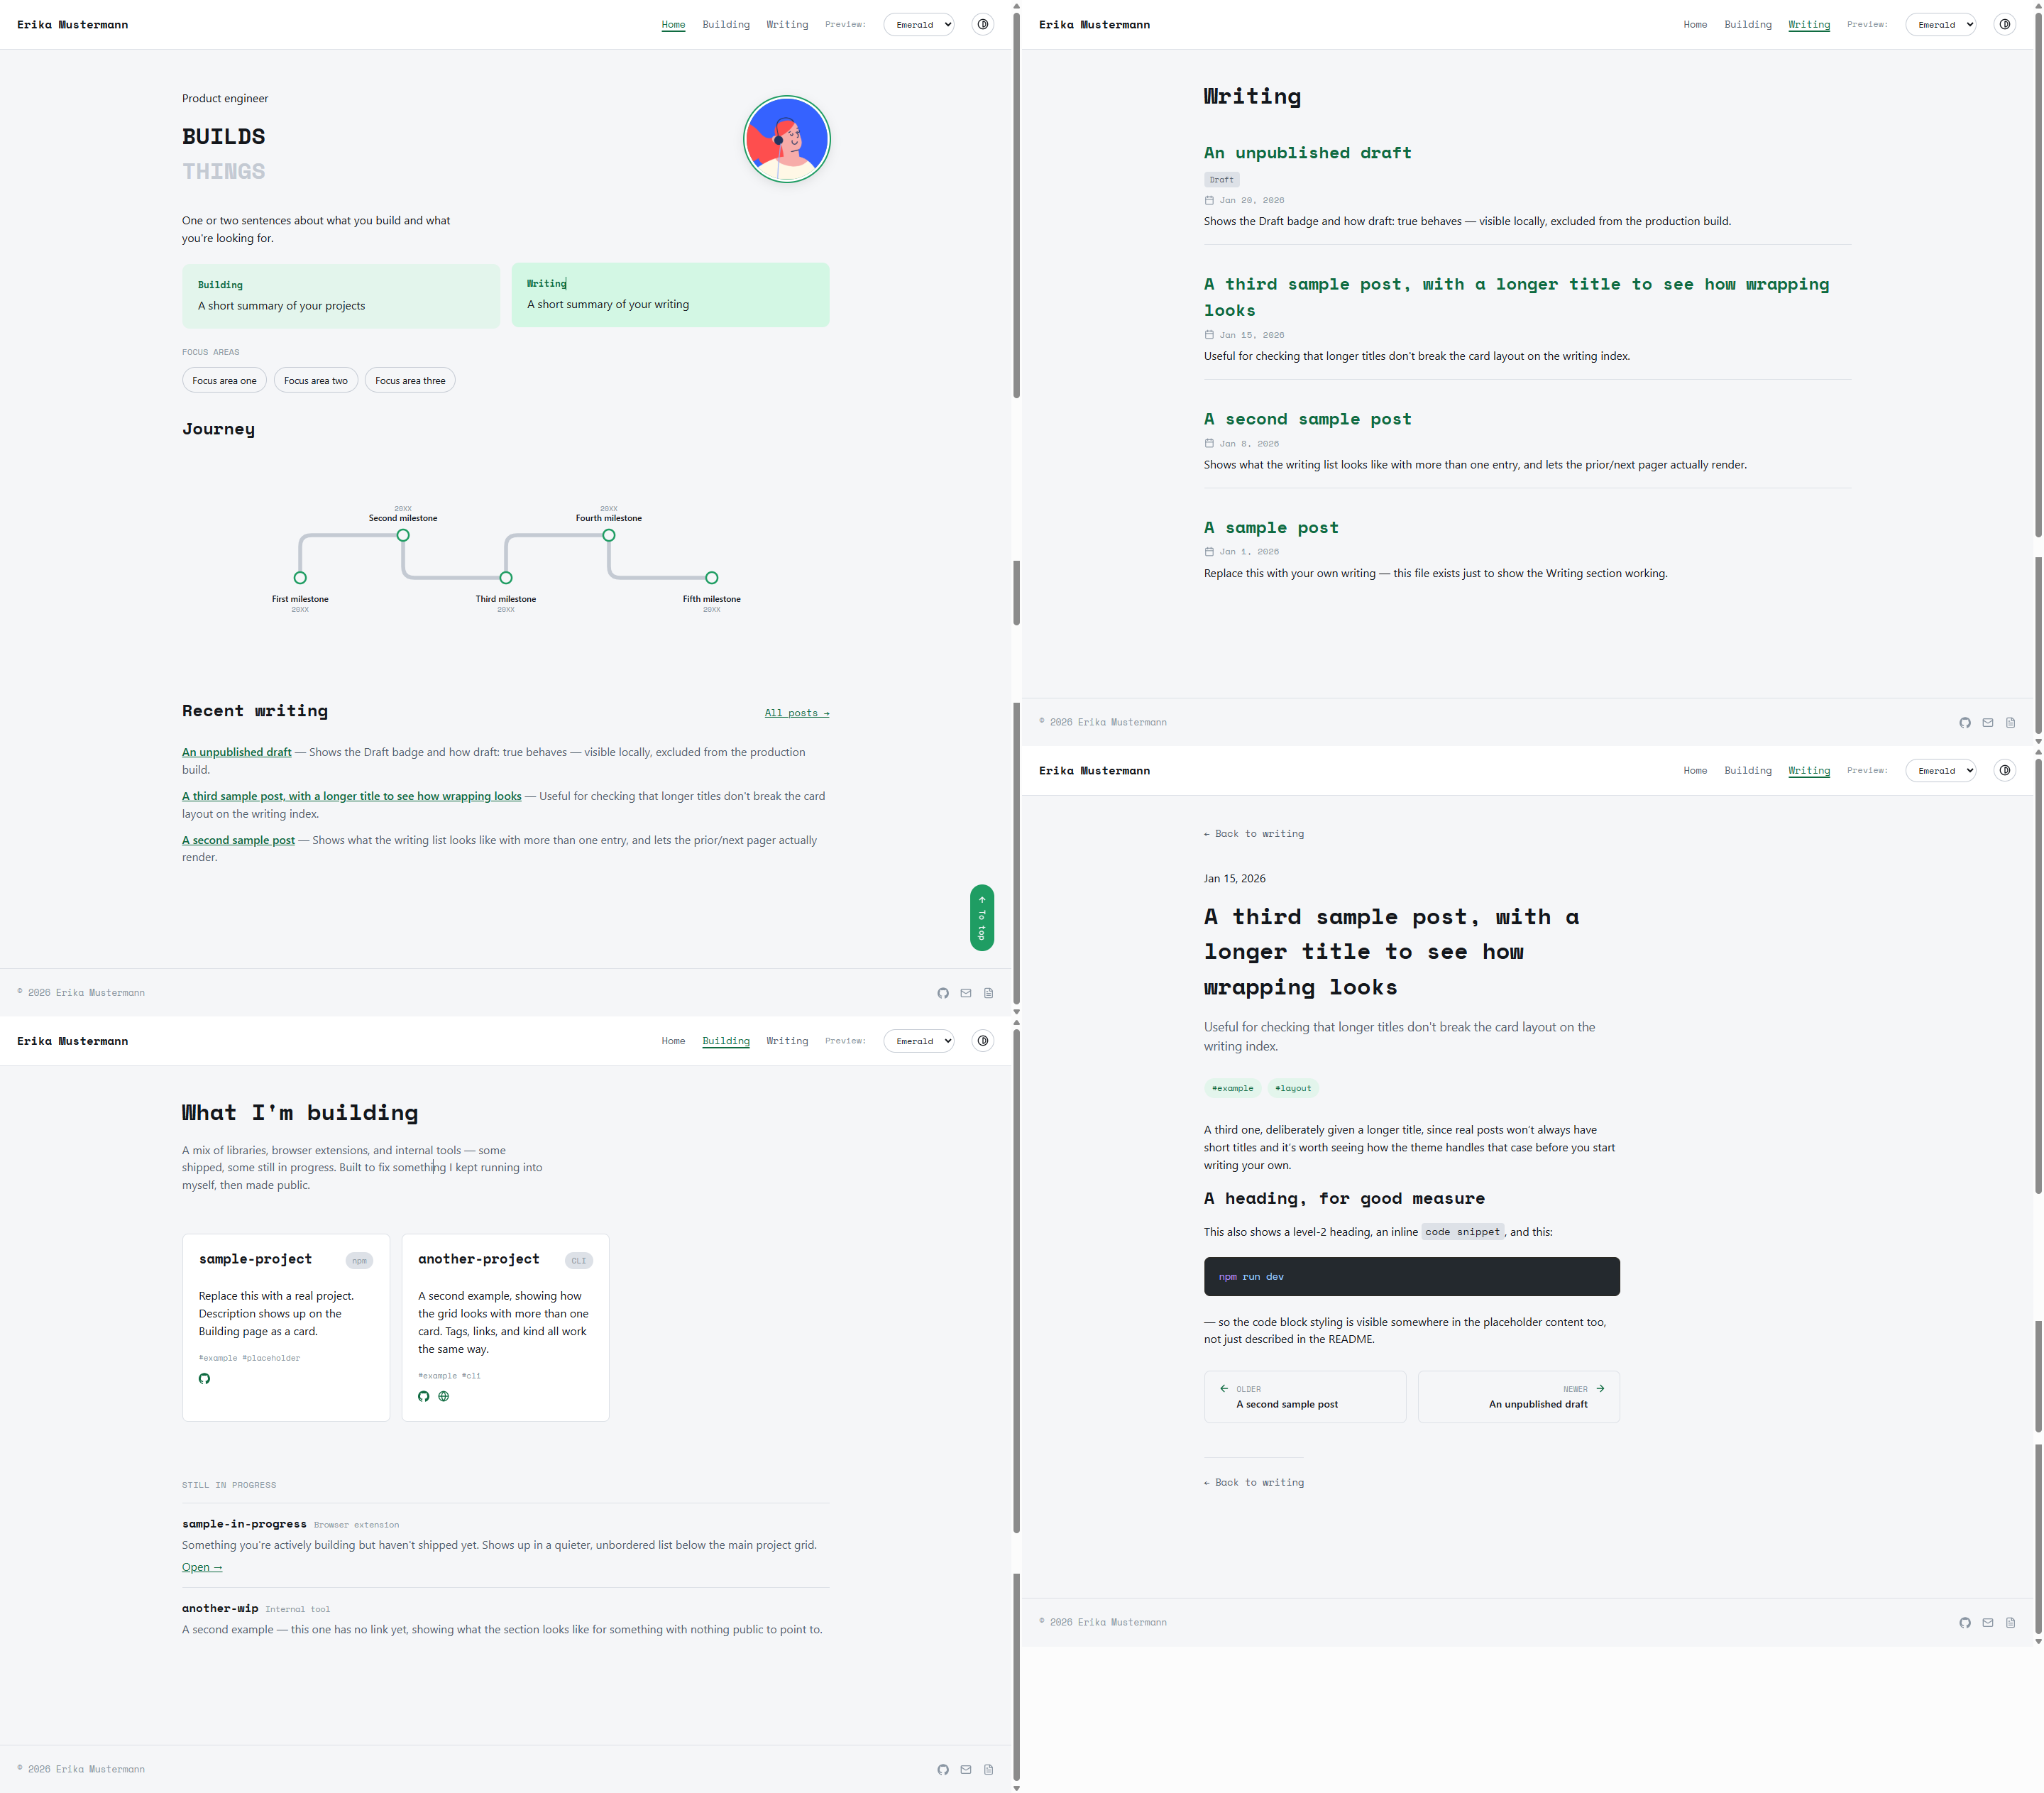 Erika Mustermann
Home Building Writing Preview: Emerald
Product engineer
BUILDS
THINGS
One or two sentences about what you build and what
you're looking for.
Building
A short summary of your projects
Writing
A short summary of your writing
FOCUS AREAS
Focus area one Focus area two Focus area three
Journey
20XX
Second milestone
20XX
Fourth milestone
First milestone
20XX
Third milestone
20XX
Fifth milestone
20XX
Recent writing
All posts →
An unpublished draft — Shows the Draft badge and how draft: true behaves — visible locally, excluded from the production
build.
A third sample post, with a longer title to see how wrapping looks — Useful for checking that longer titles don't break the card
layout on the writing index.
A second sample post — Shows what the writing list looks like with more than one entry, and lets the prior/next pager actually
render.
↑ To top
© 2026 Erika Mustermann
Erika Mustermann
Home Building Writing Preview: Emerald
What I'm building
A mix of libraries, browser extensions, and internal tools — some
shipped, some still in progress. Built to fix something I kept running into
myself, then made public.
sample-project npm
Replace this with a real project.
Description shows up on the
Building page as a card.
#example #placeholder
another-project CLI
A second example, showing how
the grid looks with more than one
card. Tags, links, and kind all work
the same way.
#example #cli
STILL IN PROGRESS
sample-in-progress Browser extension
Something you're actively building but haven't shipped yet. Shows up in a quieter, unbordered list below the main project grid.
Open →
another-wip Internal tool
A second example — this one has no link yet, showing what the section looks like for something with nothing public to point to.
© 2026 Erika Mustermann
Erika Mustermann
Home Building Writing Preview: Emerald
Writing
An unpublished draft
Draft
Jan 20, 2026
Shows the Draft badge and how draft: true behaves — visible locally, excluded from the production build.
A third sample post, with a longer title to see how wrapping
looks
Jan 15, 2026
Useful for checking that longer titles don't break the card layout on the writing index.
A second sample post
Jan 8, 2026
Shows what the writing list looks like with more than one entry, and lets the prior/next pager actually render.
A sample post
Jan 1, 2026
Replace this with your own writing — this file exists just to show the Writing section working.
© 2026 Erika Mustermann
Erika Mustermann
Home Building Writing Preview: Emerald
← Back to writing
Jan 15, 2026
A third sample post, with a
longer title to see how
wrapping looks
Useful for checking that longer titles don't break the card layout on the
writing index.
#example #layout
A third one, deliberately given a longer title, since real posts won't always have
short titles and it's worth seeing how the theme handles that case before you start
writing your own.
A heading, for good measure
This also shows a level-2 heading, an inline code snippet, and this:
npm run dev
— so the code block styling is visible somewhere in the placeholder content too,
not just described in the README.
← OLDER
A second sample post
NEWER →
An unpublished draft
← Back to writing
© 2026 Erika Mustermann